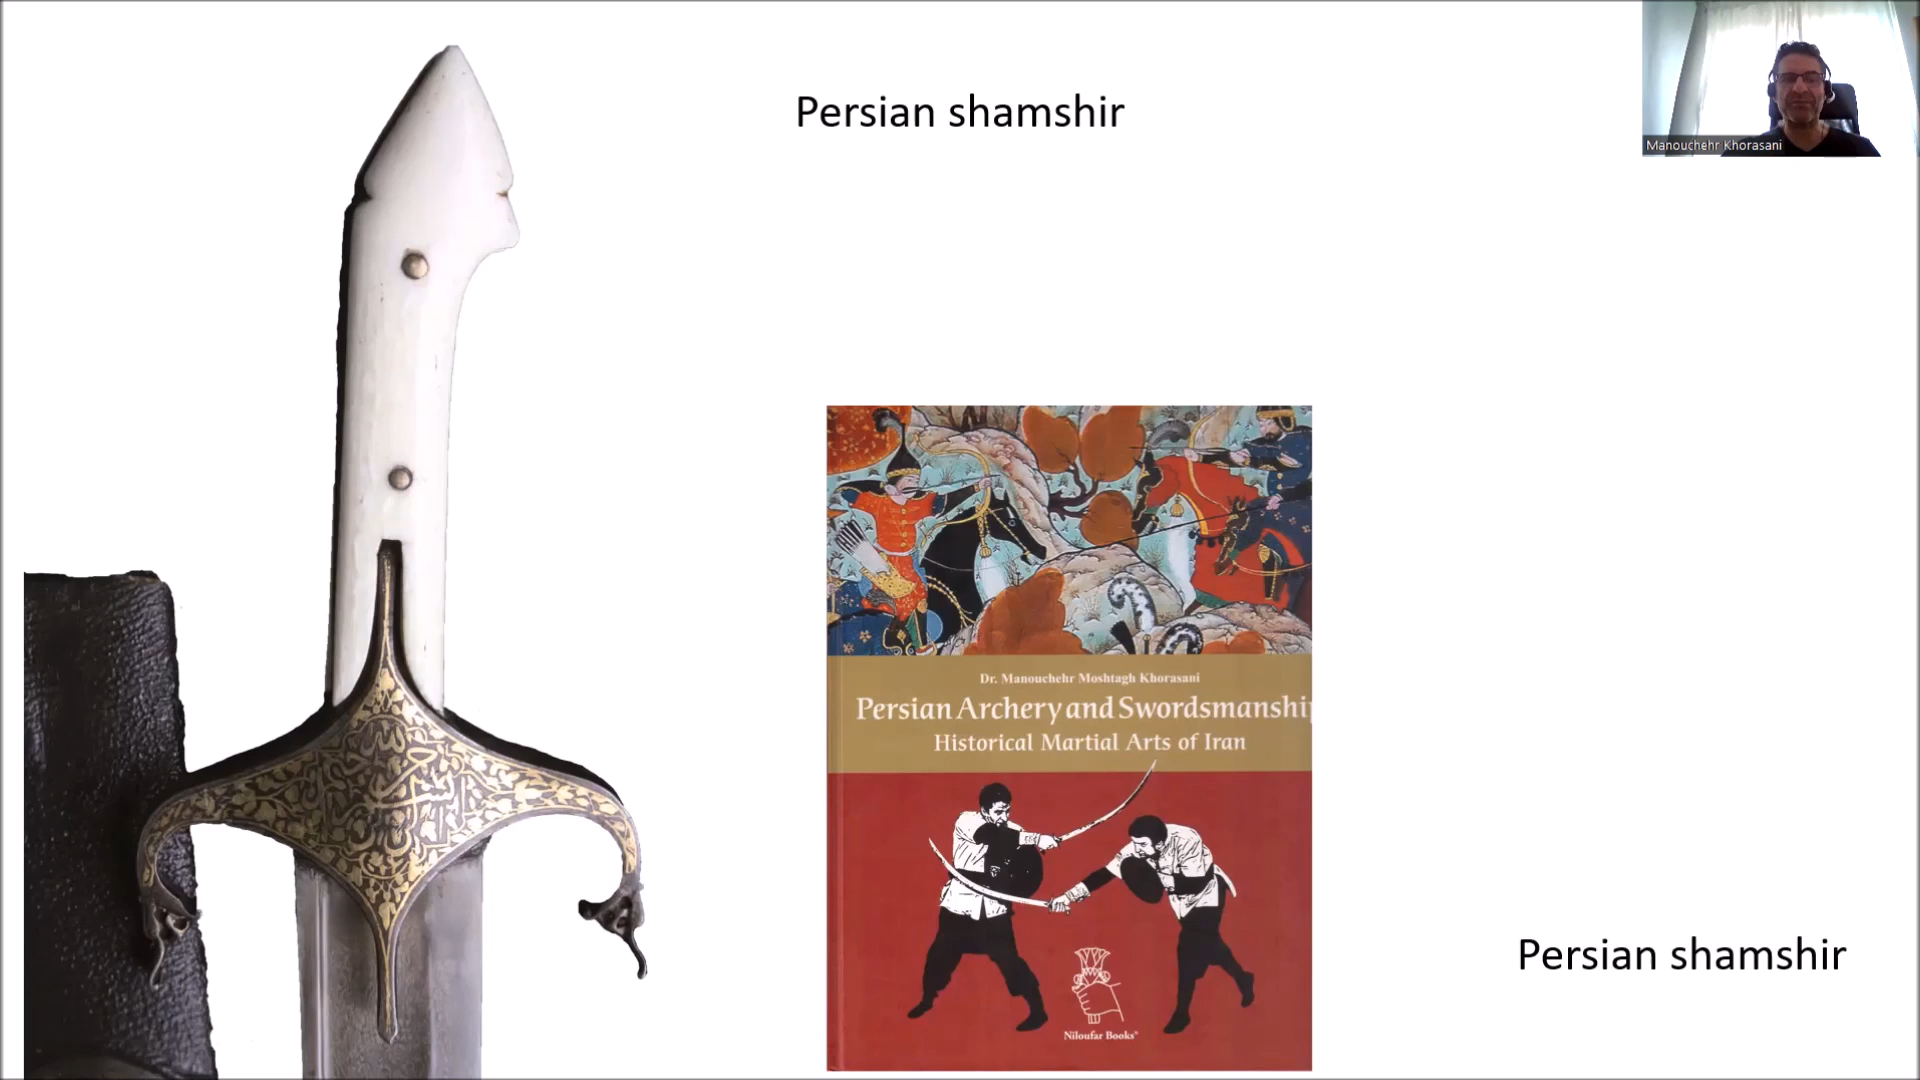 Persian shamshir
Manouchehr Khorasani
Dr. Manouchehr Moshtagh Khorasani
Persian Archery and Swordsmanship
Historical Martial Arts of Iran
Niloufar Books®
Persian shamshir